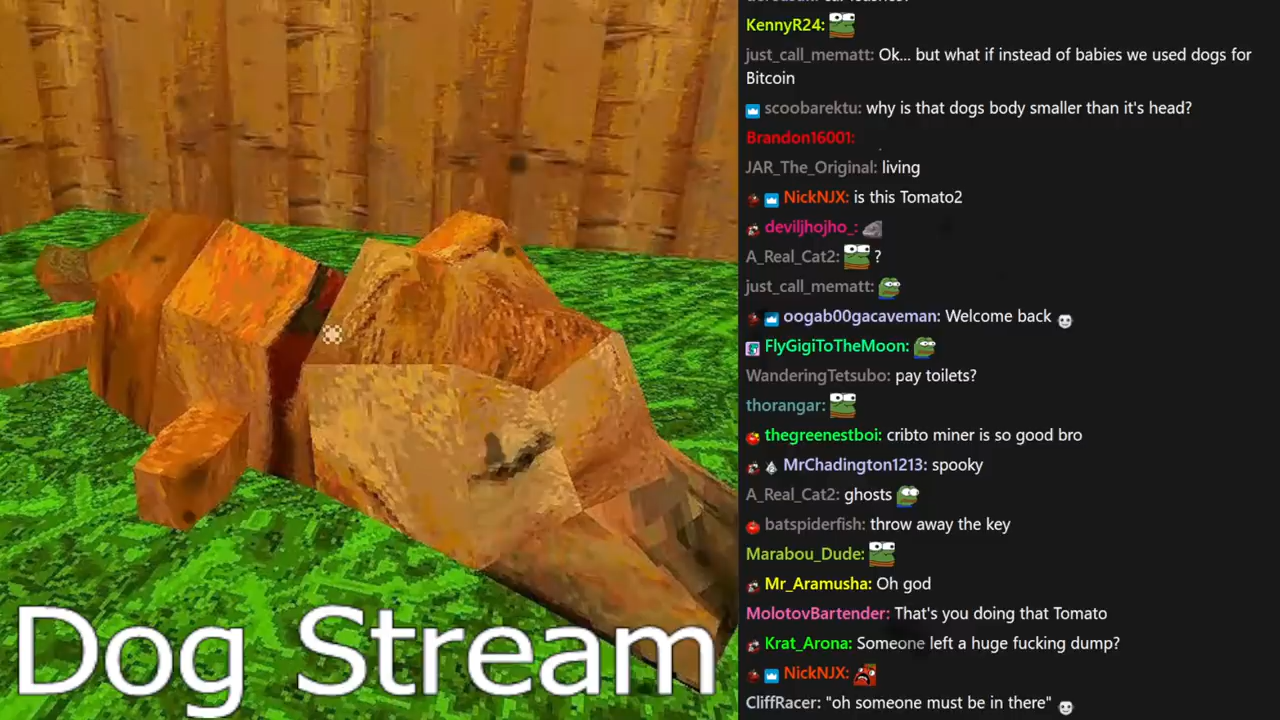 KennyR24:
just_call_mematt: Ok... but what if instead of babies we used dogs for
Bitcoin
scoobarektu: why is that dogs body smaller than it's head?
Brandon16001:
JAR_The_Original: living
NickNJX: is this Tomato2
deviljhojho_:
A_Real_Cat2: ?
just_call_mematt:
oogab00gacaveman: Welcome back
FlyGigiToTheMoon:
WanderingTetsubo: pay toilets?
thorangar:
thegreenestboi: cribto miner is so good bro
MrChadington1213: spooky
A_Real_Cat2: ghosts
batspiderfish: throw away the key
Marabou_Dude:
Mr_Aramusha: Oh god
MolotovBartender: That's you doing that Tomato
Krat_Arona: Someone left a huge fucking dump?
NickNJX:
CliffRacer: "oh someone must be in there"
Dog Stream